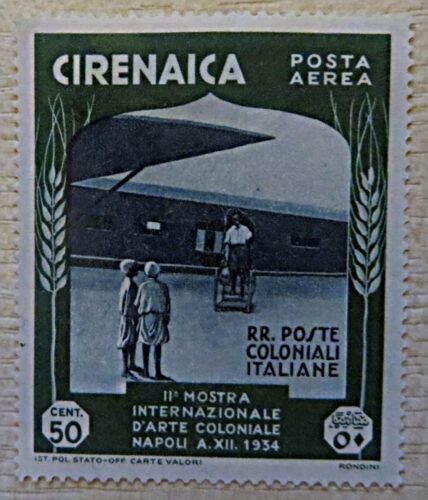 CIRENAICA
POSTA
AEREA
RR. POSTE
COLONIALI
ITALIANE
IIª MOSTRA
INTERNAZIONALE
D'ARTE COLONIALE
NAPOLI A.XII. 1934
CENT.
50
٥٠
IST. POL. STATO-OFF. CARTE VALORI
RONDINI